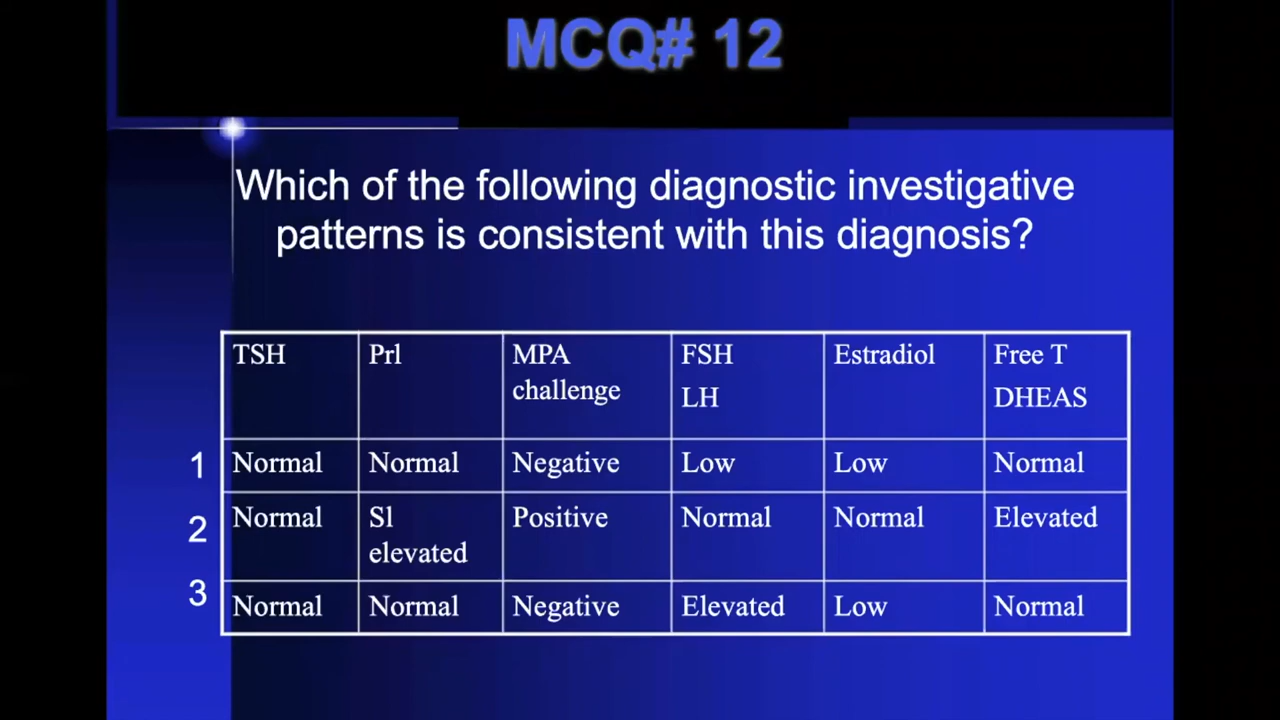 MCQ# 12
Which of the following diagnostic investigative
patterns is consistent with this diagnosis?
TSH Prl MPA challenge FSH LH Estradiol Free T DHEAS
1 Normal Normal Negative Low Low Normal
2 Normal Sl elevated Positive Normal Normal Elevated
3 Normal Normal Negative Elevated Low Normal